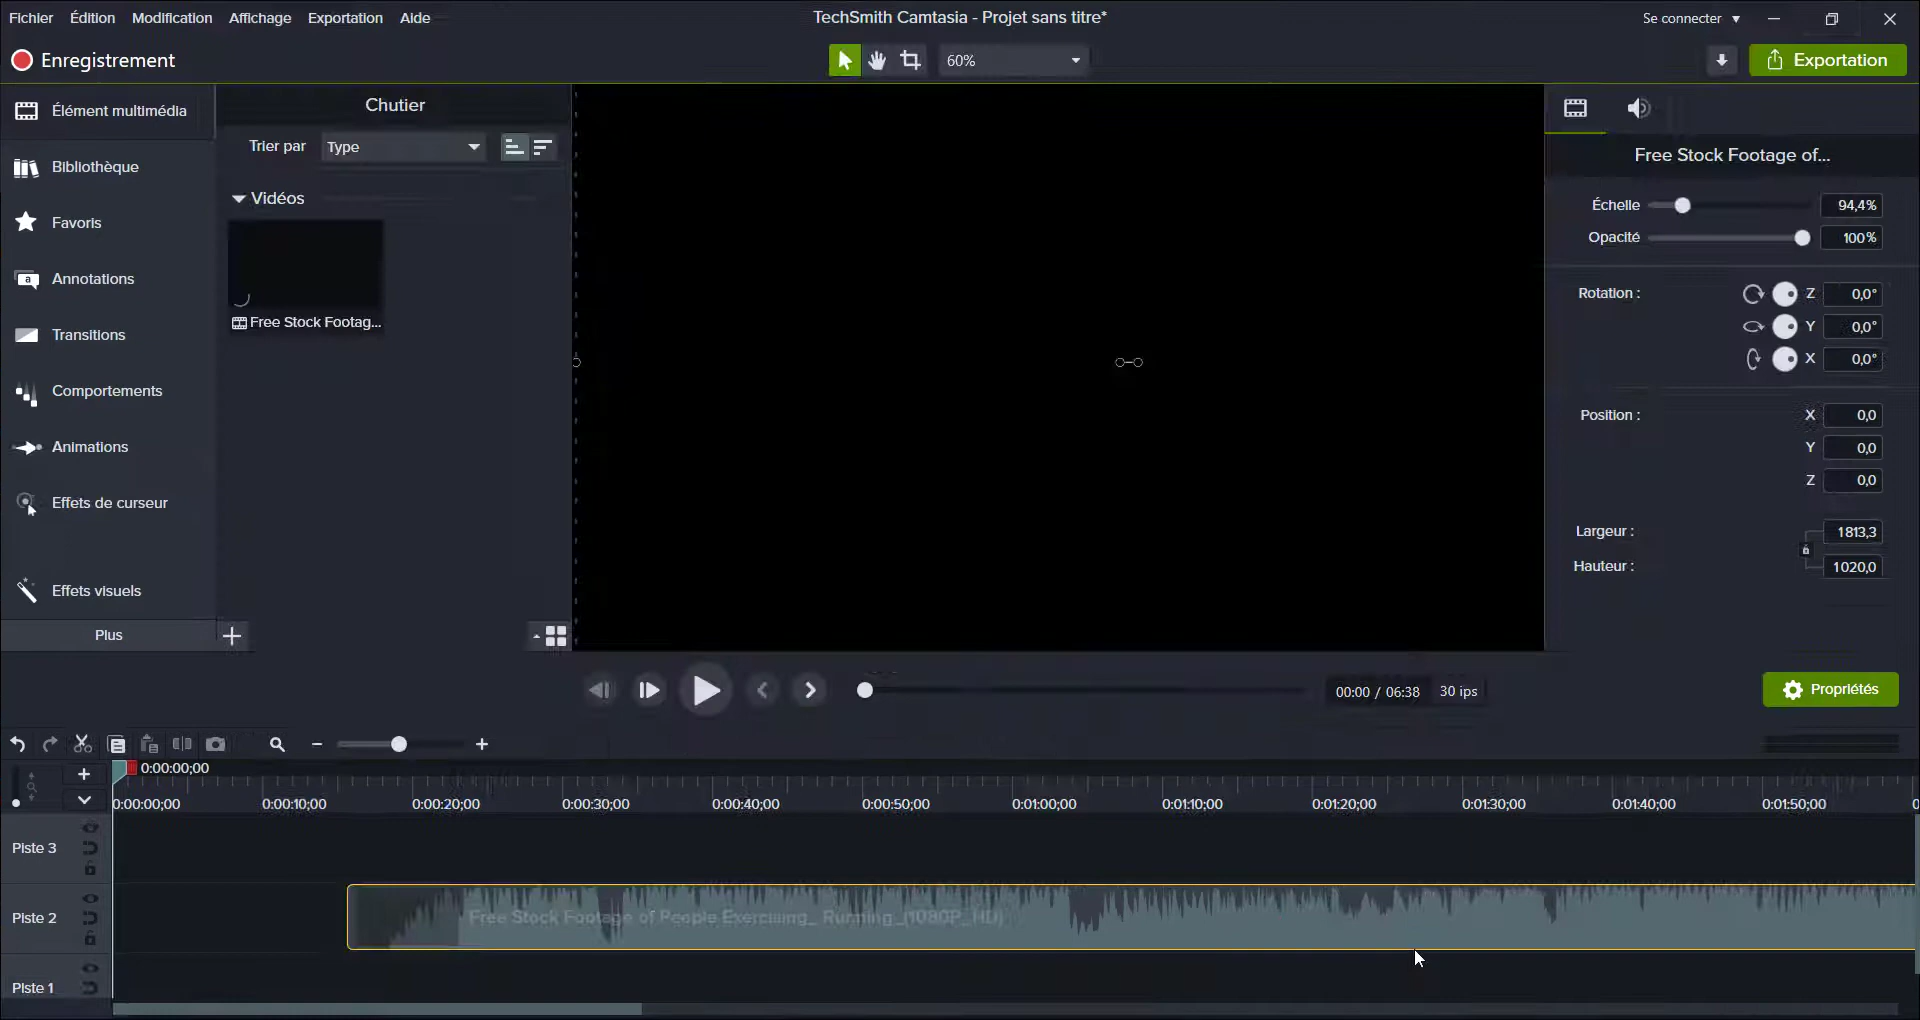 Fichier Édition Modification Affichage Exportation Aide
TechSmith Camtasia - Projet sans titre*
Se connecter
Enregistrement
60%
Exportation
Élément multimédia
Bibliothèque
Favoris
Annotations
Transitions
Comportements
Animations
Effets de curseur
Effets visuels
Plus
Chutier
Trier par Type
Vidéos
Free Stock Footag...
Free Stock Footage of...
Échelle 94,4%
Opacité 100%
Rotation : Z 0,0°
Y 0,0°
X 0,0°
Position : X 0,0
Y 0,0
Z 0,0
Largeur : 1813,3
Hauteur : 1020,0
00:00 / 06:38 30 ips
Propriétés
0:00:00;00
0:00:00;00 0:00:10;00 0:00:20;00 0:00:30;00 0:00:40;00 0:00:50;00 0:01:00;00 0:01:10;00 0:01:20;00 0:01:30;00 0:01:40;00 0:01:50;00
Piste 3
Piste 2
Free Stock Footage of People Exercising_ Running _(1080P_HD)
Piste 1